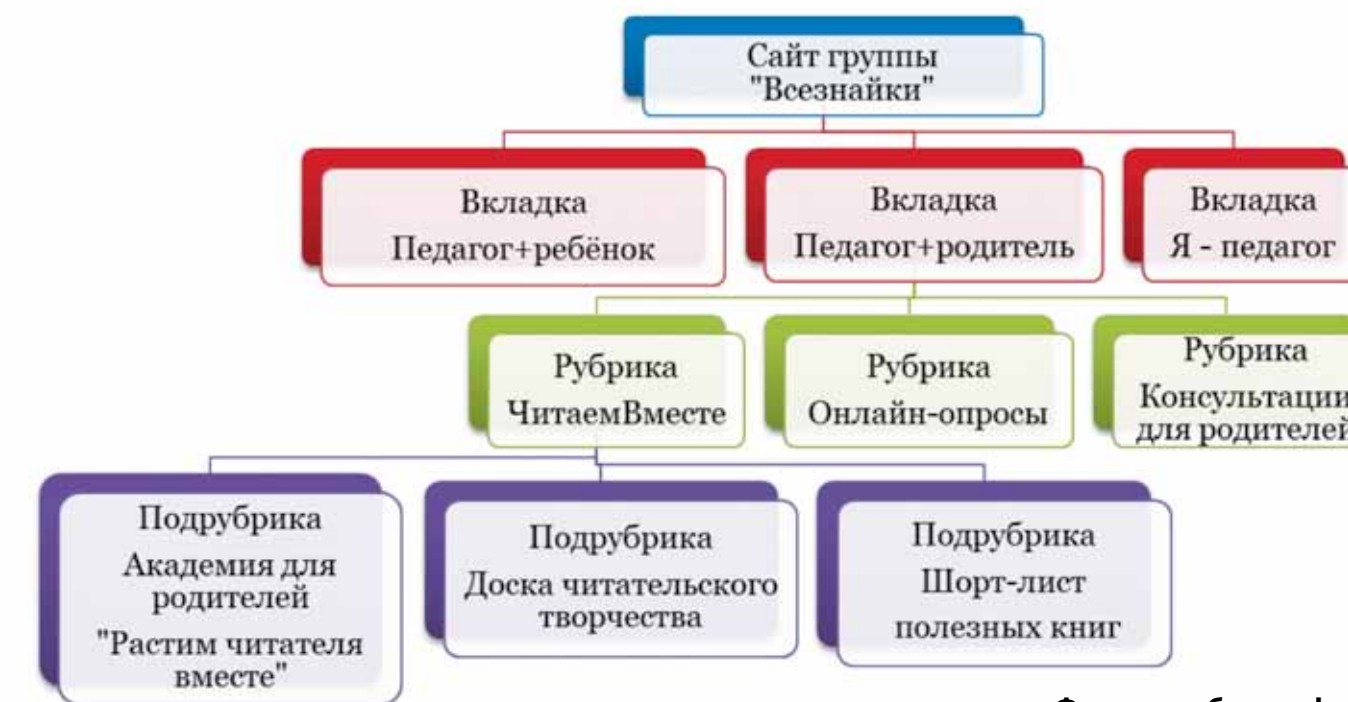 Сайт группы
"Всезнайки"
Вкладка
Педагог+ребёнок
Вкладка
Педагог+родитель
Вкладка
Я - педагог
Рубрика
ЧитаемВместе
Рубрика
Онлайн-опросы
Рубрика
Консультации
для родителей
Подрубрика
Академия для
родителей
"Растим читателя
вместе"
Подрубрика
Доска читательского
творчества
Подрубрика
Шорт-лист
полезных книг